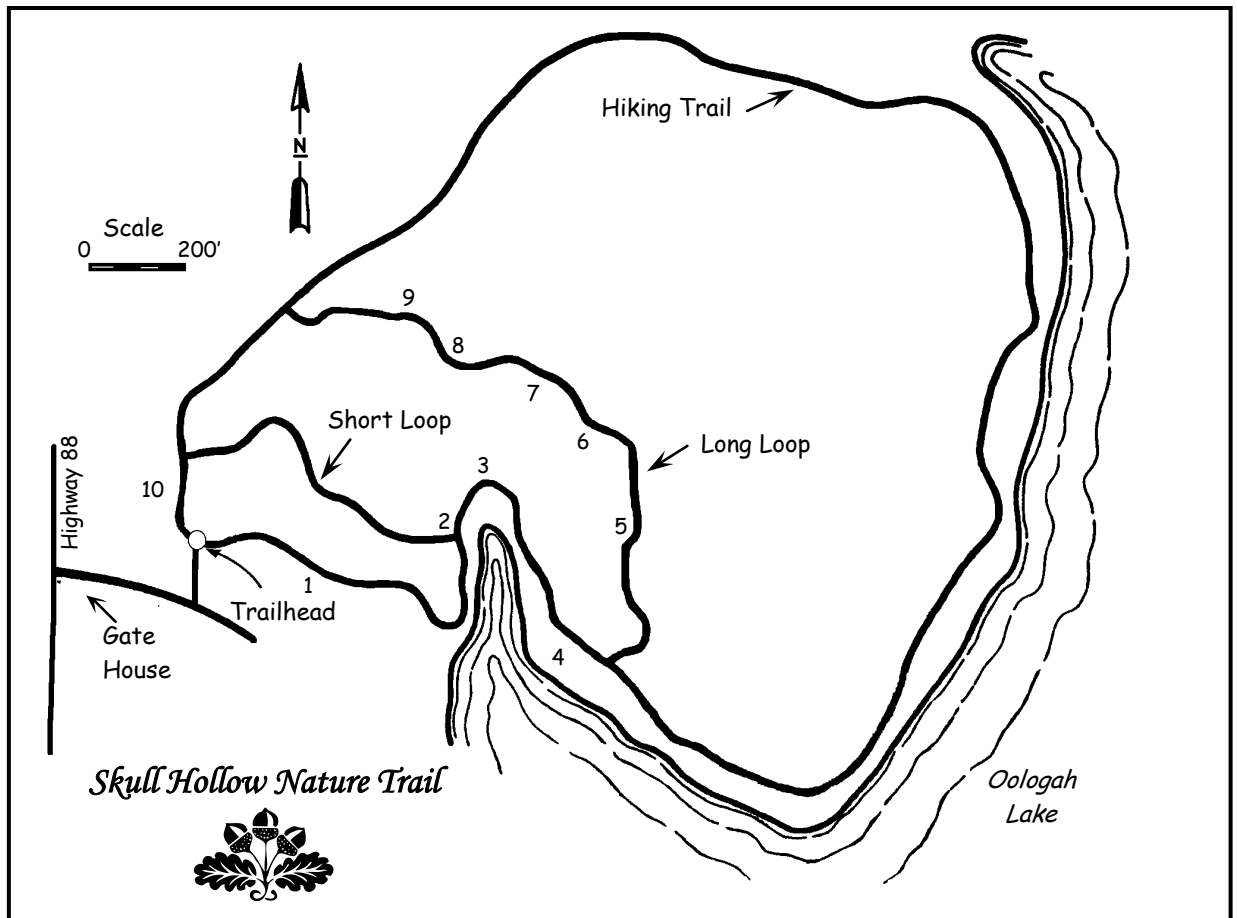 Hiking Trail
N
Scale
0 200'
9
8
7
Short Loop
6
Long Loop
3
Highway 88
10
2
5
1
Trailhead
Gate
House
4
Skull Hollow Nature Trail
Oologah
Lake